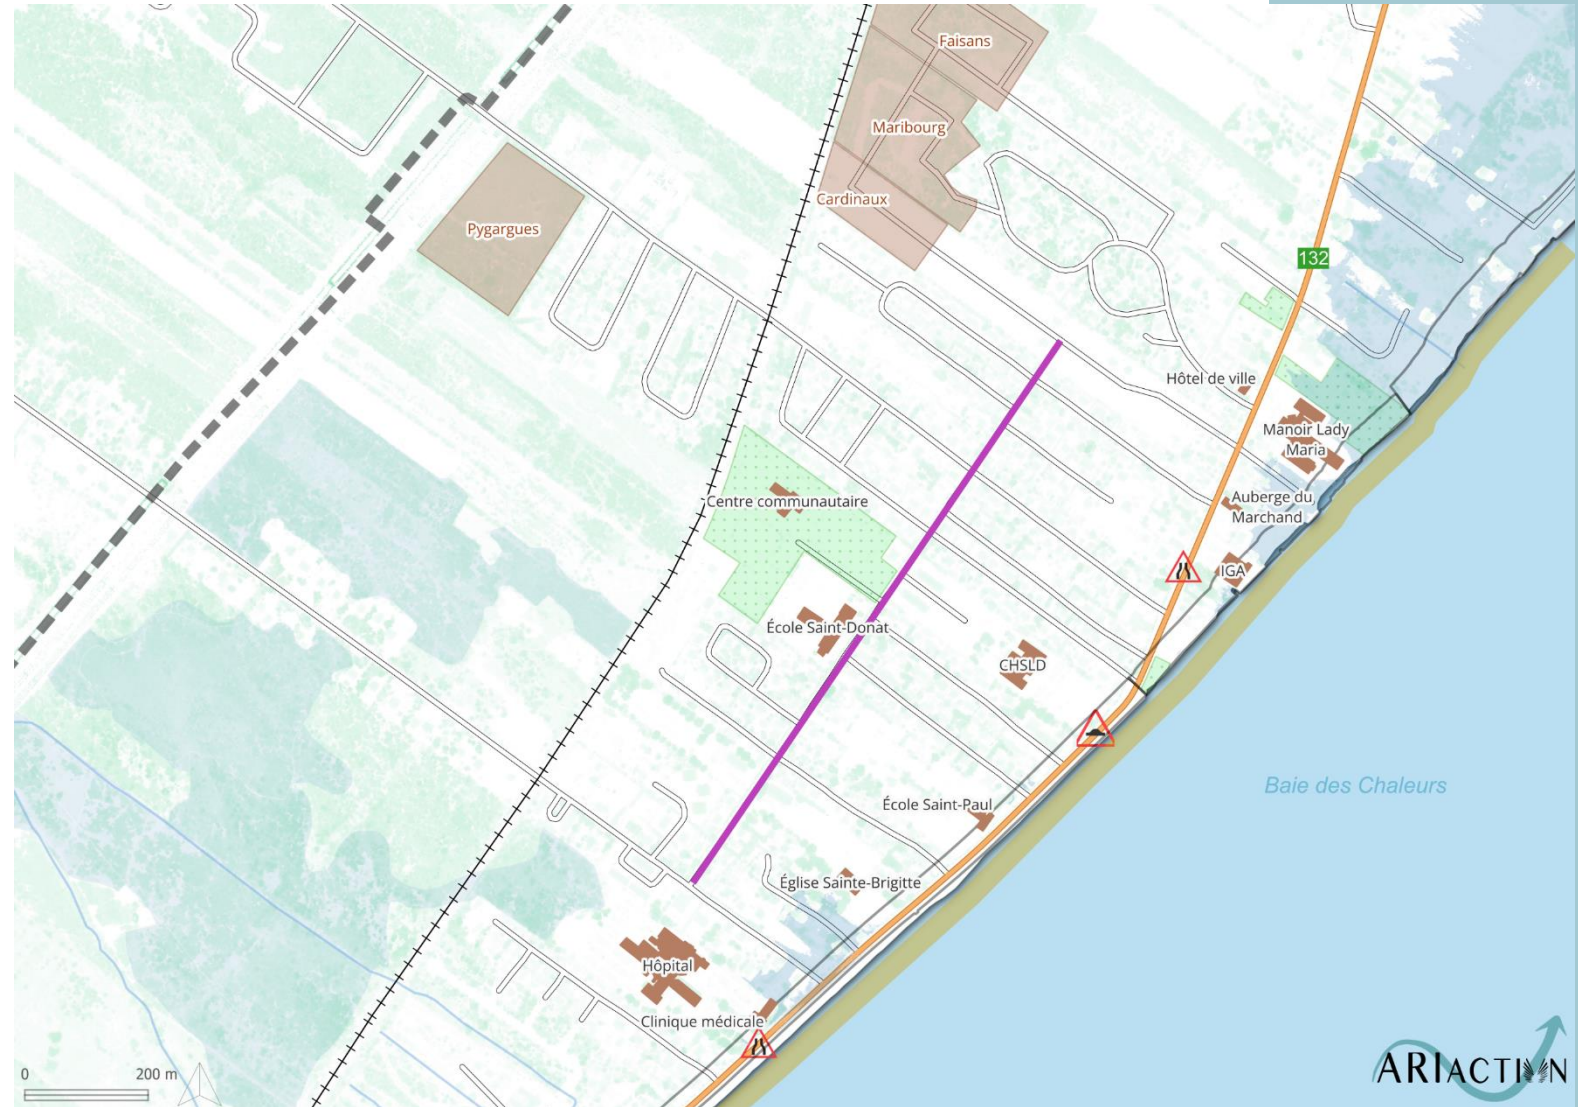 Faisans
Maribourg
Cardinaux
Pygargues
132
Hôtel de ville
Manoir Lady
Maria
Centre communautaire
Auberge du
Marchand
IGA
École Saint-Donat
CHSLD
Baie des Chaleurs
École Saint-Paul
Église Sainte-Brigitte
Hôpital
Clinique médicale
0
200 m
ARIACTION